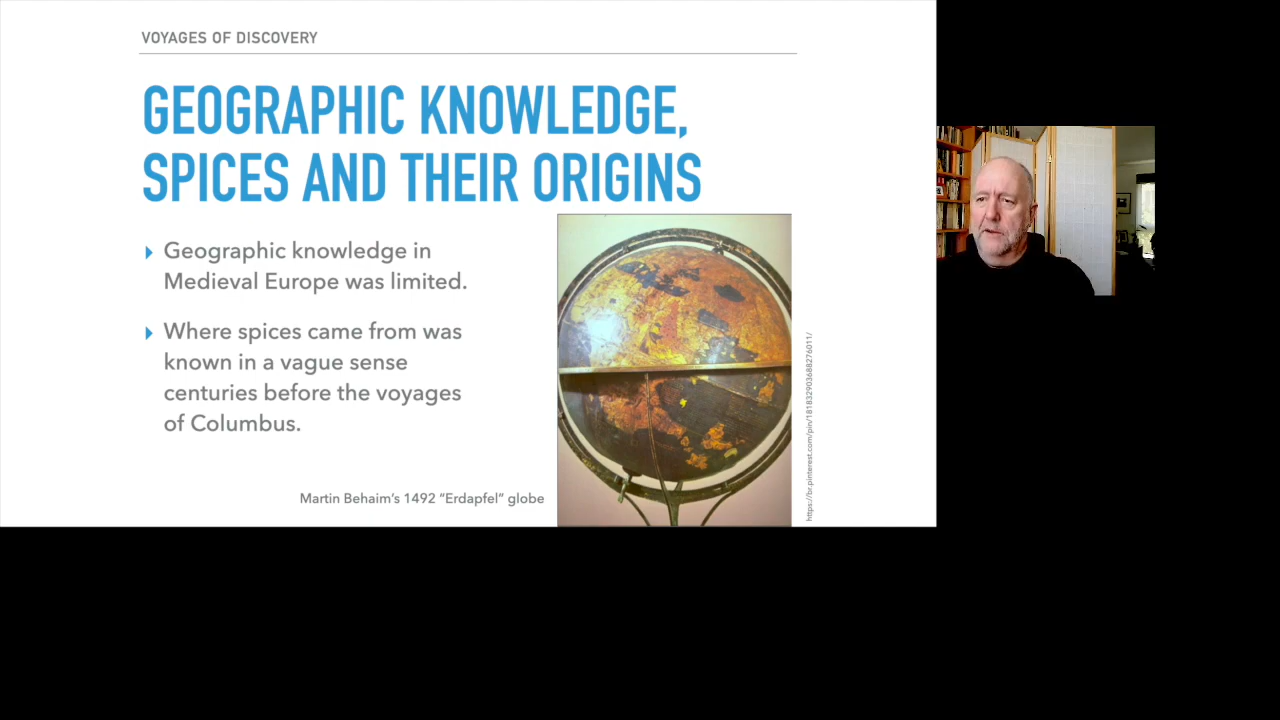 VOYAGES OF DISCOVERY
GEOGRAPHIC KNOWLEDGE,
SPICES AND THEIR ORIGINS
Geographic knowledge in
Medieval Europe was limited.
Where spices came from was
known in a vague sense
centuries before the voyages
of Columbus.
Martin Behaim's 1492 "Erdapfel" globe
https://br.pinterest.com/pin/181832903688276011/